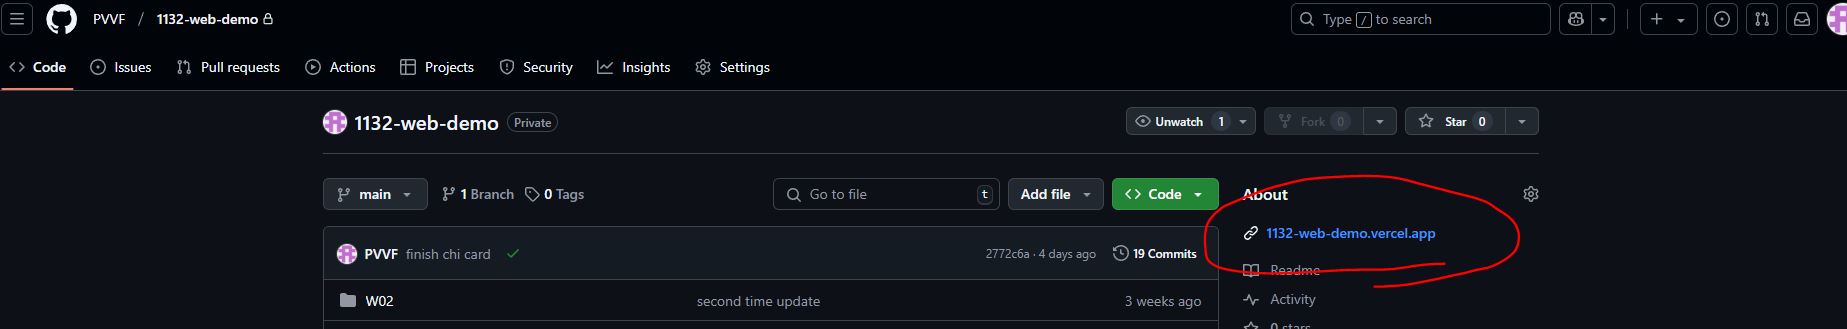 PVVF / 1132-web-demo
Type / to search
Code Issues Pull requests Actions Projects Security Insights Settings
1132-web-demo Private
Unwatch 1 Fork 0 Star 0
main 1 Branch 0 Tags Go to file t Add file Code
About
PVVF finish chi card 2772c6a · 4 days ago 19 Commits
1132-web-demo.vercel.app
W02 second time update 3 weeks ago
Readme
Activity
0 stars